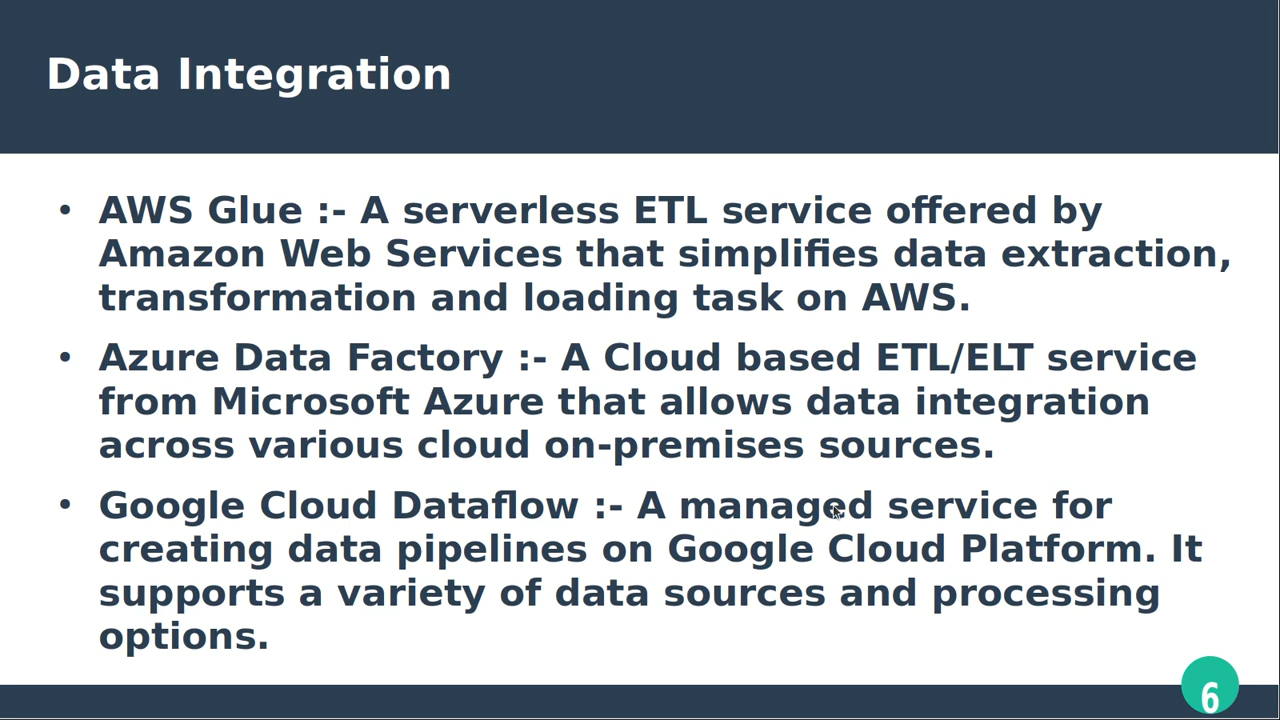 Data Integration
• AWS Glue :- A serverless ETL service offered by
Amazon Web Services that simplifies data extraction,
transformation and loading task on AWS.
• Azure Data Factory :- A Cloud based ETL/ELT service
from Microsoft Azure that allows data integration
across various cloud on-premises sources.
• Google Cloud Dataflow :- A managed service for
creating data pipelines on Google Cloud Platform. It
supports a variety of data sources and processing
options.
6